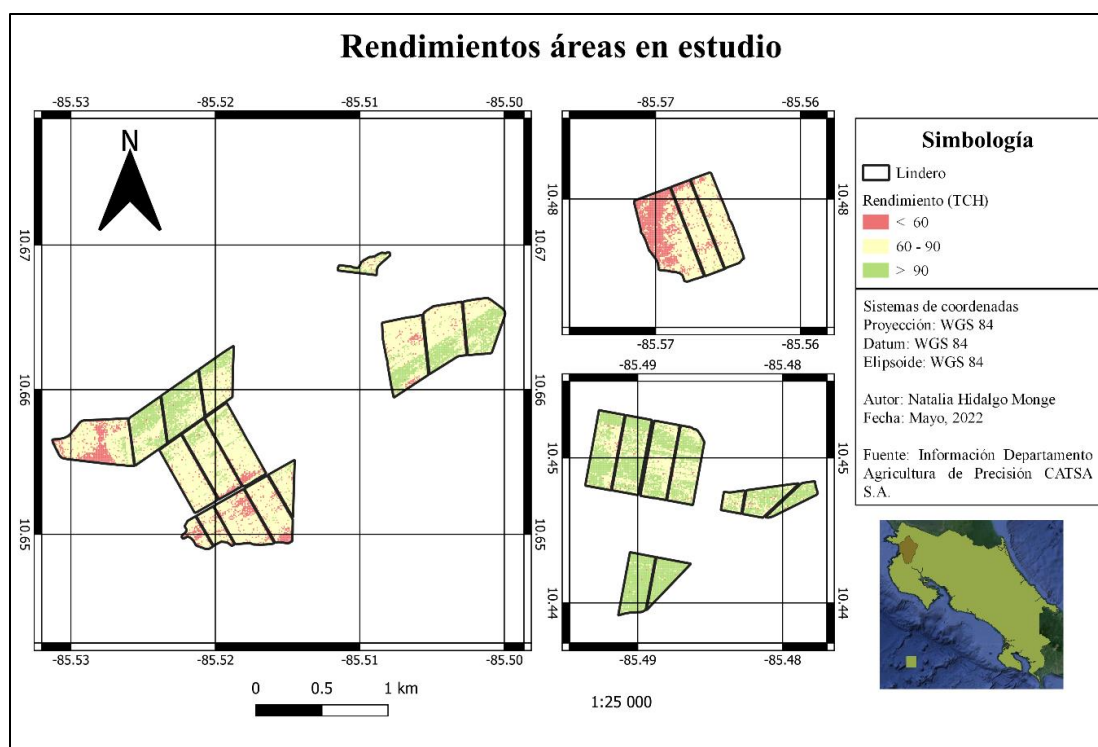 Rendimientos áreas en estudio
-85.53 -85.52 -85.51 -85.50
N
10.67
10.67
10.66
10.66
10.65
10.65
-85.53 -85.52 -85.51 -85.50
0 0.5 1 km
-85.57 -85.56
10.48
10.48
-85.57 -85.56
-85.49 -85.48
10.45
10.45
10.44
10.44
-85.49 -85.48
1:25 000
Simbología
Lindero
Rendimiento (TCH)
< 60
60 - 90
> 90
Sistemas de coordenadas
Proyección: WGS 84
Datum: WGS 84
Elipsoide: WGS 84
Autor: Natalia Hidalgo Monge
Fecha: Mayo, 2022
Fuente: Información Departamento
Agricultura de Precisión CATSA
S.A.